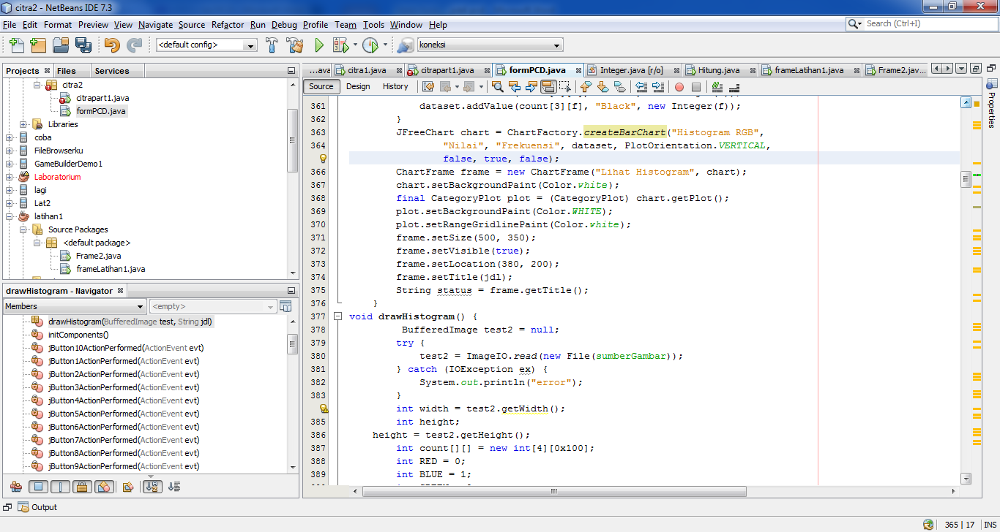 citra2 - NetBeans IDE 7.3
File Edit Format Preview View Navigate Source Refactor Run Debug Profile Team Tools Window Help
Search (Ctrl+I)
<default config>
koneksi
Projects Files Services
citra2
citrapart1.java
formPCD.java
Libraries
coba
FileBrowserku
GameBuilderDemo1
Laboratorium
lagi
Lat2
latihan1
Source Packages
<default package>
Frame2.java
frameLatihan1.java
drawHistogram - Navigator
Members <empty>
drawHistogram(BufferedImage test, String jdl)
initComponents()
jButton10ActionPerformed(ActionEvent evt)
jButton1ActionPerformed(ActionEvent evt)
jButton2ActionPerformed(ActionEvent evt)
jButton3ActionPerformed(ActionEvent evt)
jButton4ActionPerformed(ActionEvent evt)
jButton5ActionPerformed(ActionEvent evt)
jButton6ActionPerformed(ActionEvent evt)
jButton7ActionPerformed(ActionEvent evt)
jButton8ActionPerformed(ActionEvent evt)
jButton9ActionPerformed(ActionEvent evt)
...ava citra1.java citrapart1.java formPCD.java Integer.java [r/o] Hitung.java frameLatihan1.java Frame2.jav...
Source Design History
361 dataset.addValue(count[3][f], "Black", new Integer(f));
362 }
363 JFreeChart chart = ChartFactory.createBarChart("Histogram RGB",
364 "Nilai", "Frekuensi", dataset, PlotOrientation.VERTICAL,
false, true, false);
366 ChartFrame frame = new ChartFrame("Lihat Histogram", chart);
367 chart.setBackgroundPaint(Color.white);
368 final CategoryPlot plot = (CategoryPlot) chart.getPlot();
369 plot.setBackgroundPaint(Color.WHITE);
370 plot.setRangeGridlinePaint(Color.white);
371 frame.setSize(500, 350);
372 frame.setVisible(true);
373 frame.setLocation(380, 200);
374 frame.setTitle(jdl);
375 String status = frame.getTitle();
376 }
377 void drawHistogram() {
378 BufferedImage test2 = null;
379 try {
380 test2 = ImageIO.read(new File(sumberGambar));
381 } catch (IOException ex) {
382 System.out.println("error");
383 }
int width = test2.getWidth();
385 int height;
386 height = test2.getHeight();
387 int count[][] = new int[4][0x100];
388 int RED = 0;
389 int BLUE = 1;
Properties
Output
365 | 17 INS